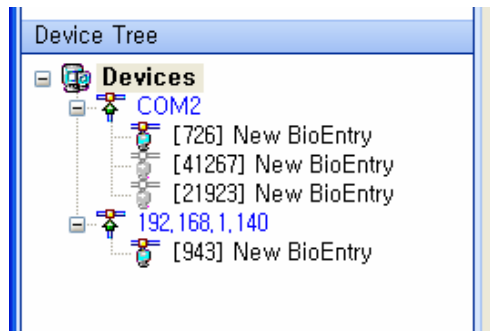 Device Tree
Devices
COM2
[726] New BioEntry
[41267] New BioEntry
[21923] New BioEntry
192,168,1,140
[943] New BioEntry